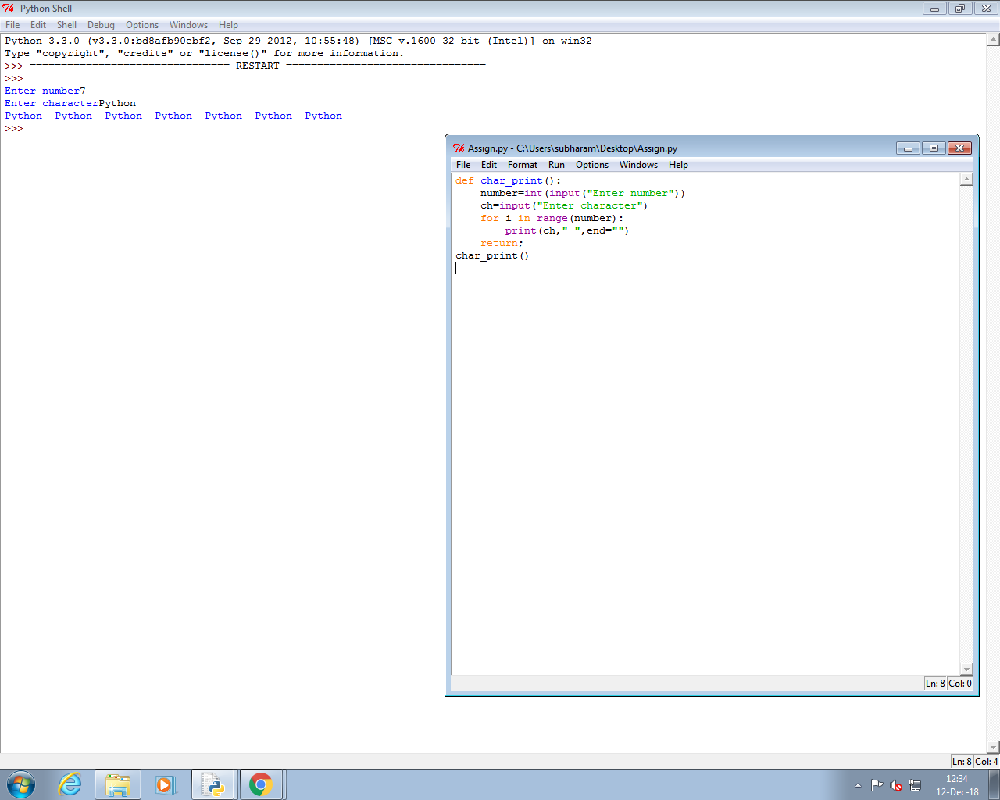 Python Shell
File Edit Shell Debug Options Windows Help
Python 3.3.0 (v3.3.0:bd8afb90ebf2, Sep 29 2012, 10:55:48) [MSC v.1600 32 bit (Intel)] on win32
Type "copyright", "credits" or "license()" for more information.
>>> ================================ RESTART ================================
>>>
Enter number7
Enter characterPython
Python  Python  Python  Python  Python  Python  Python
>>>
Assign.py - C:\Users\subharam\Desktop\Assign.py
File Edit Format Run Options Windows Help
def char_print():
    number=int(input("Enter number"))
    ch=input("Enter character")
    for i in range(number):
        print(ch," ",end="")
    return;
char_print()
Ln: 8 Col: 0
Ln: 8 Col: 4
12:34
12-Dec-18